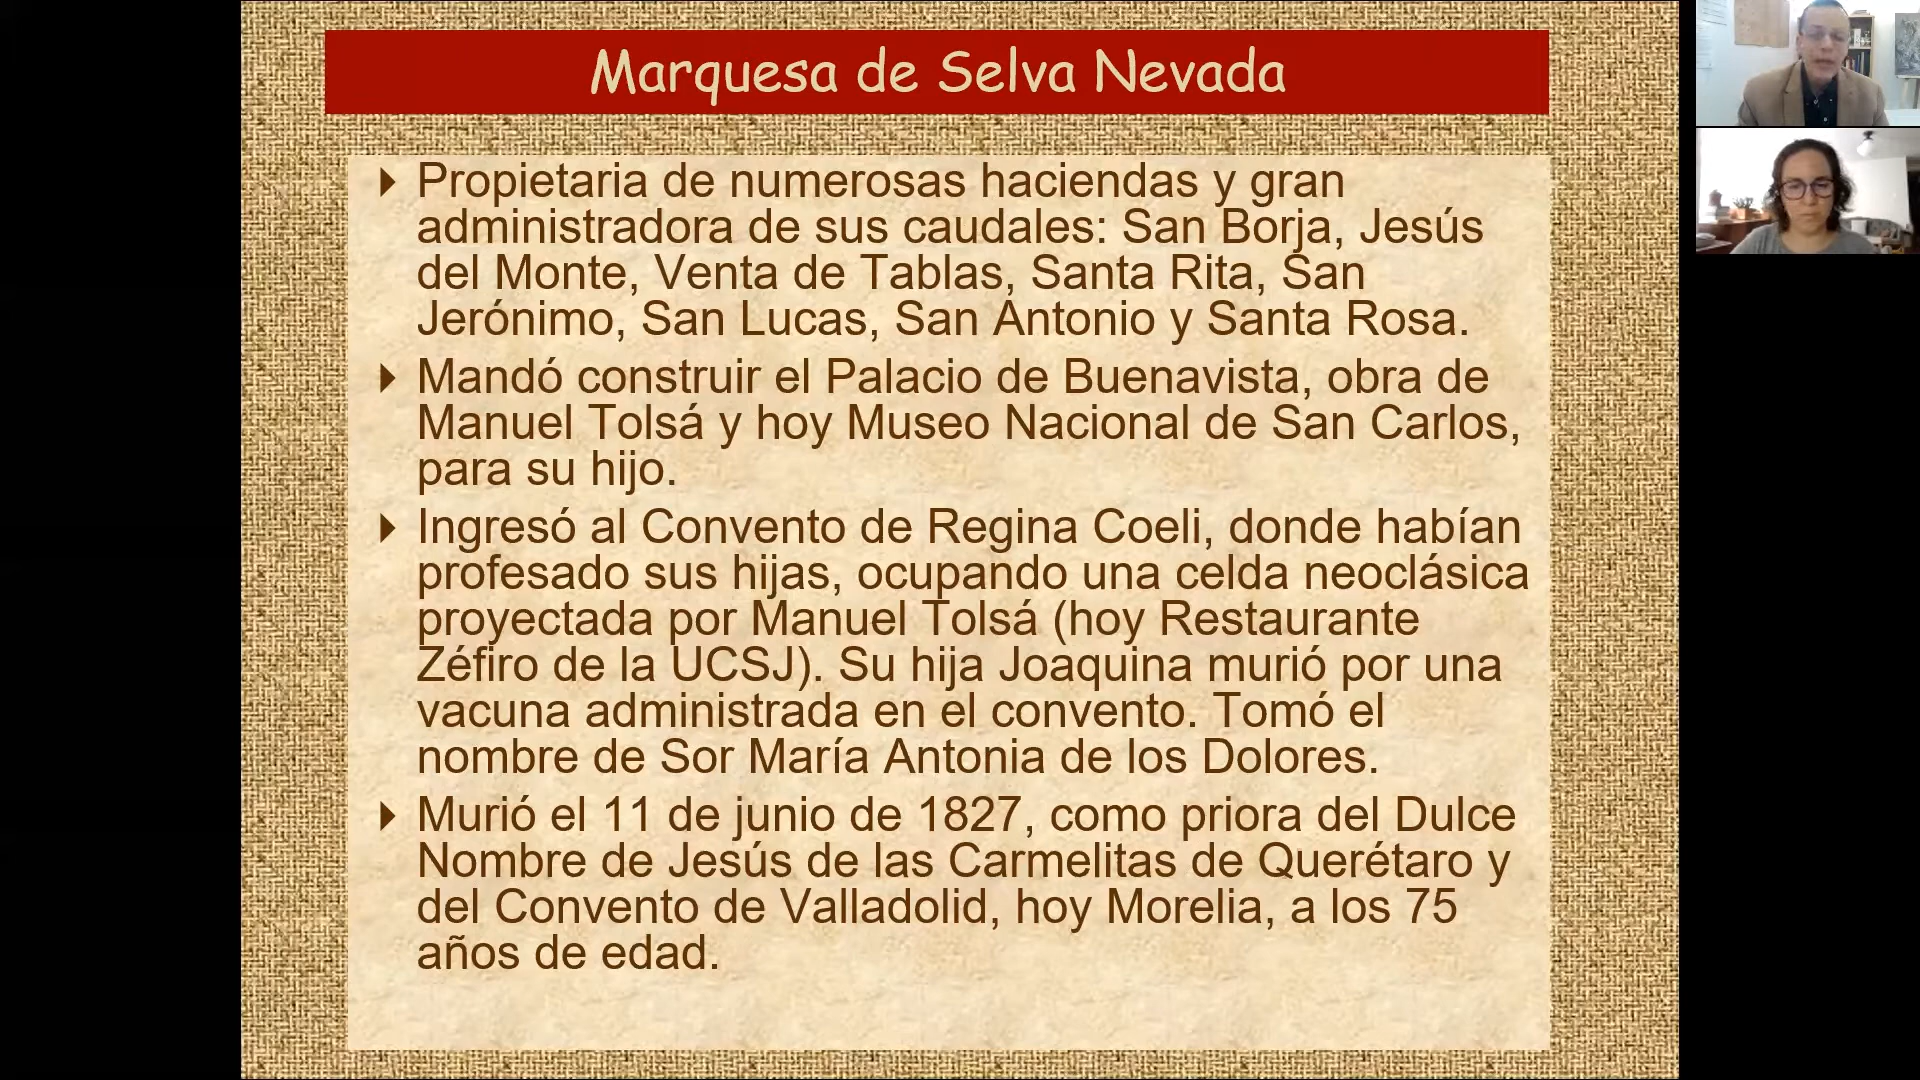 Marquesa de Selva Nevada
Propietaria de numerosas haciendas y gran
administradora de sus caudales: San Borja, Jesús
del Monte, Venta de Tablas, Santa Rita, San
Jerónimo, San Lucas, San Antonio y Santa Rosa.
Mandó construir el Palacio de Buenavista, obra de
Manuel Tolsá y hoy Museo Nacional de San Carlos,
para su hijo.
Ingresó al Convento de Regina Coeli, donde habían
profesado sus hijas, ocupando una celda neoclásica
proyectada por Manuel Tolsá (hoy Restaurante
Zéfiro de la UCSJ). Su hija Joaquina murió por una
vacuna administrada en el convento. Tomó el
nombre de Sor María Antonia de los Dolores.
Murió el 11 de junio de 1827, como priora del Dulce
Nombre de Jesús de las Carmelitas de Querétaro y
del Convento de Valladolid, hoy Morelia, a los 75
años de edad.